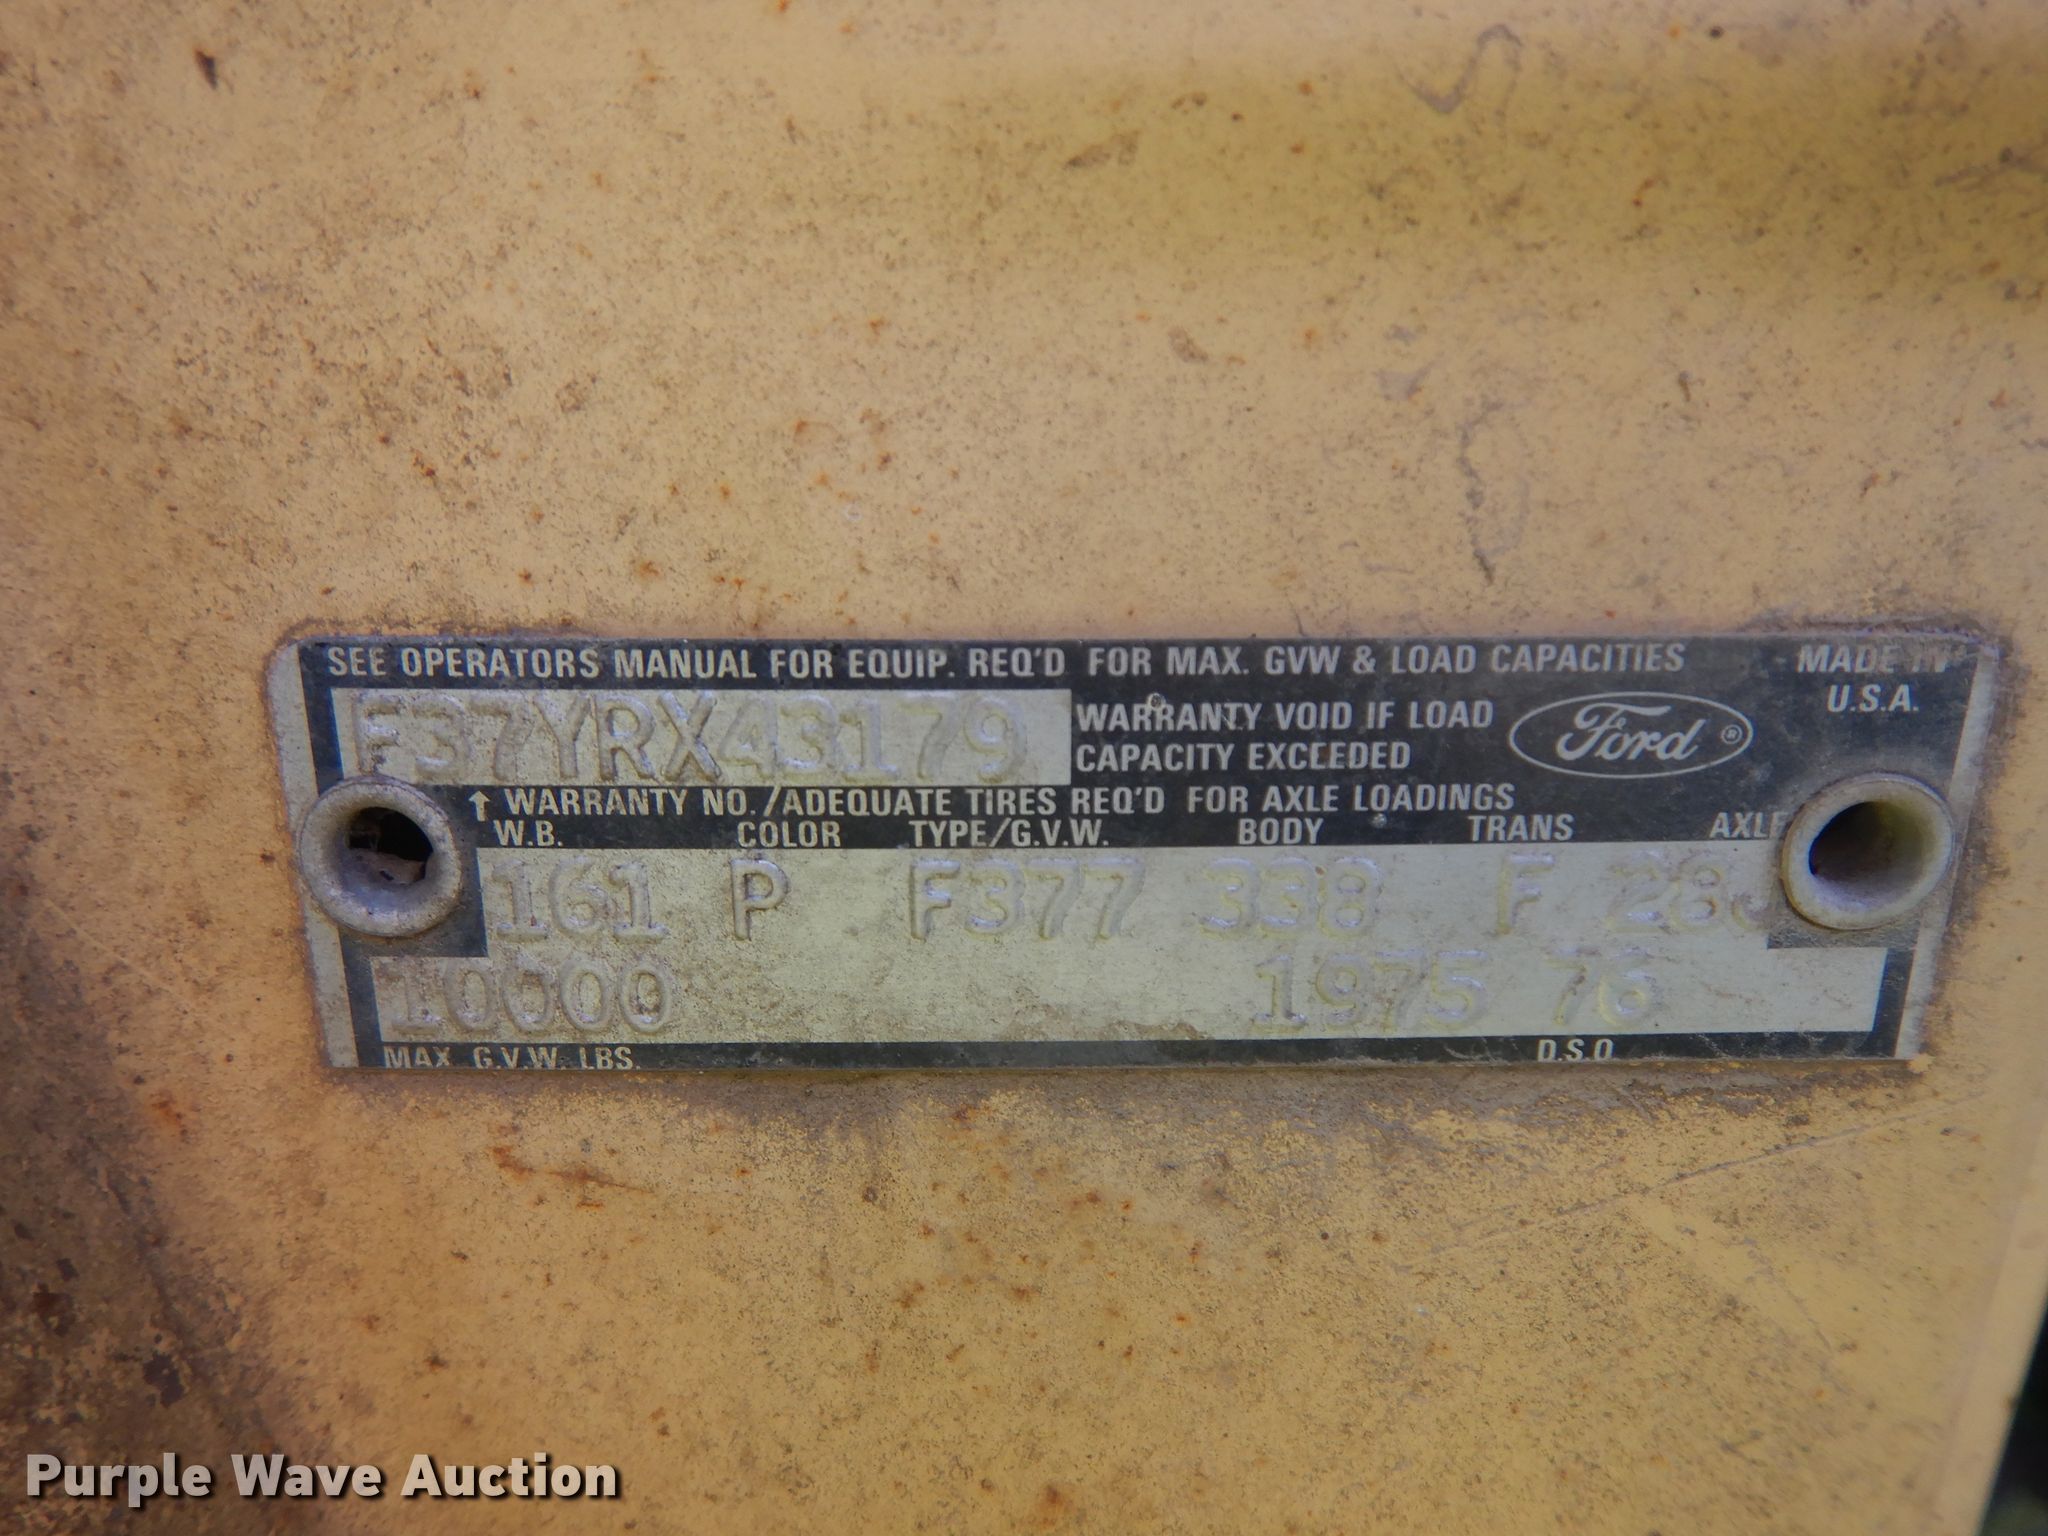 SEE OPERATORS MANUAL FOR EQUIP. REQ'D FOR MAX. GVW & LOAD CAPACITIES
MADE IN
U.S.A.
F37YRX43179
WARRANTY VOID IF LOAD
CAPACITY EXCEEDED
Ford ®
↑ WARRANTY NO./ADEQUATE TIRES REQ'D FOR AXLE LOADINGS
W.B. COLOR TYPE/G.V.W. BODY TRANS AXLE
161 P F377 338 F 28J
10000 1975 76
MAX. G.V.W. LBS. D.S.O.
Purple Wave Auction